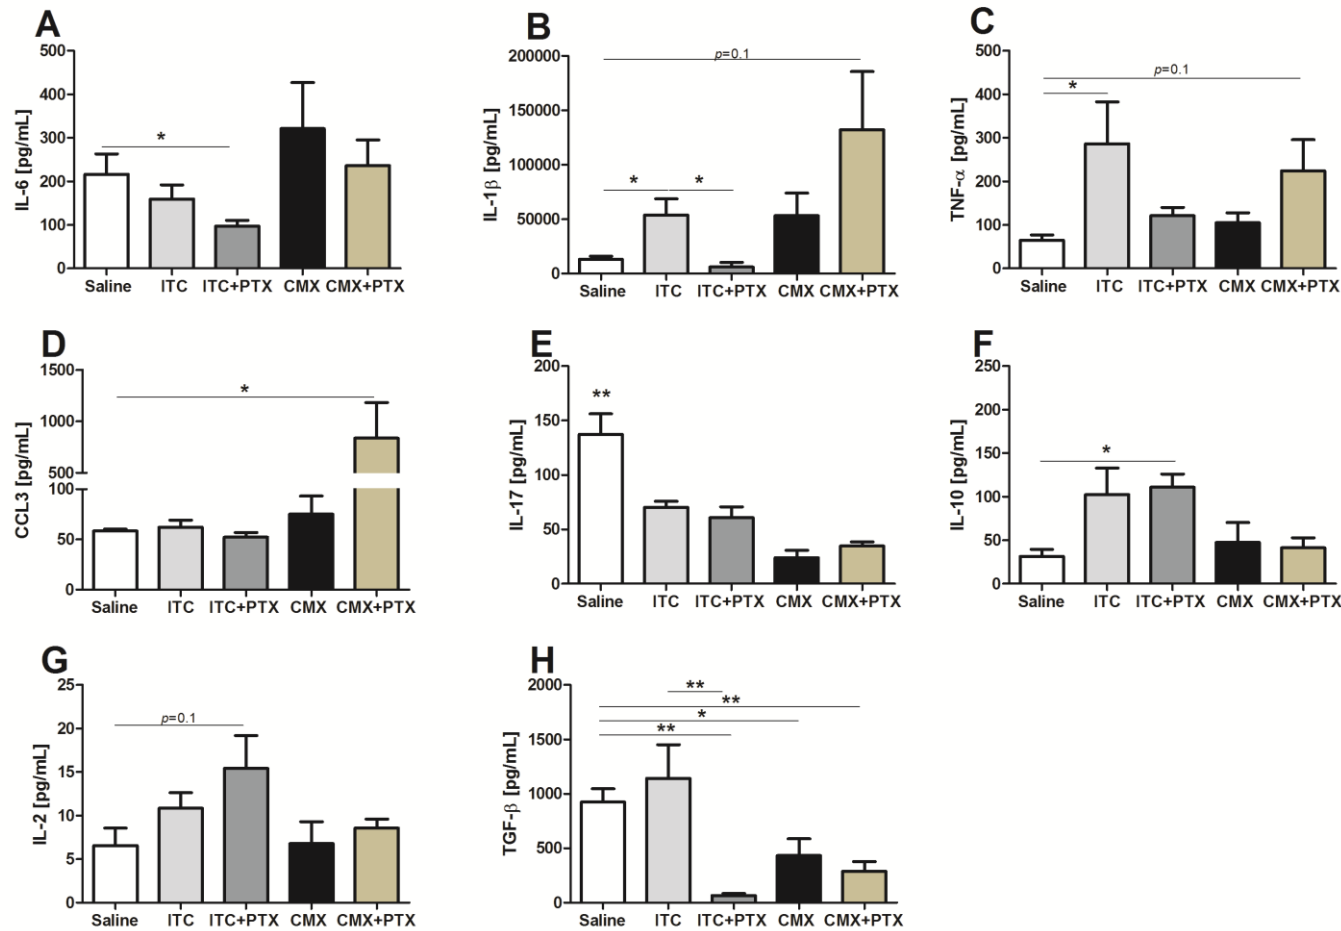 A
IL-6 [pg/mL]
500
400
300
200
100
0
*
Saline ITC ITC+PTX CMX CMX+PTX
B
IL-1β [pg/mL]
200000
150000
100000
50000
0
p=0.1
* *
Saline ITC ITC+PTX CMX CMX+PTX
C
TNF-α [pg/mL]
500
400
300
200
100
0
p=0.1
*
Saline ITC ITC+PTX CMX CMX+PTX
D
CCL3 [pg/mL]
1500
1000
500
100
50
0
*
Saline ITC ITC+PTX CMX CMX+PTX
E
IL-17 [pg/mL]
200
150
100
50
0
**
Saline ITC ITC+PTX CMX CMX+PTX
F
IL-10 [pg/mL]
250
200
150
100
50
0
*
Saline ITC ITC+PTX CMX CMX+PTX
G
IL-2 [pg/mL]
25
20
15
10
5
0
p=0.1
Saline ITC ITC+PTX CMX CMX+PTX
H
TGF-β [pg/mL]
2000
1500
1000
500
0
**
**
*
**
Saline ITC ITC+PTX CMX CMX+PTX